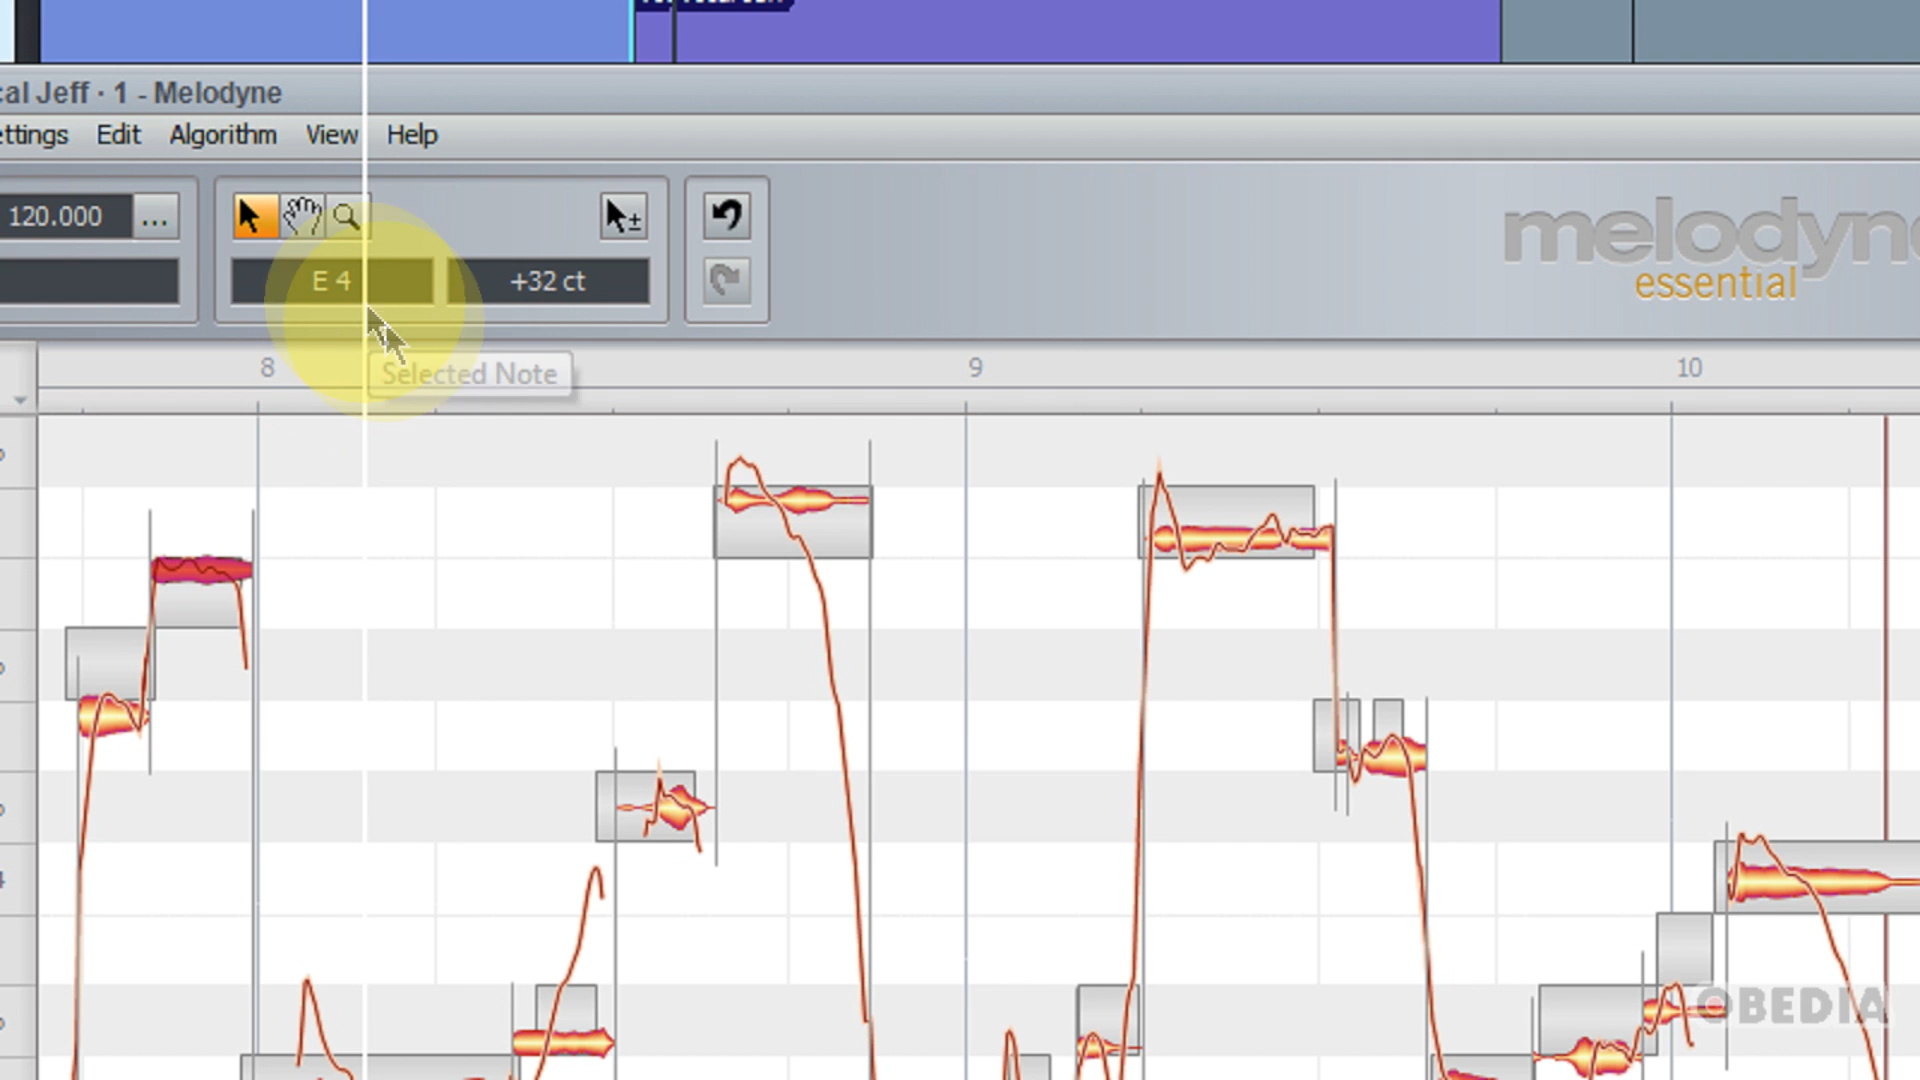 cal Jeff · 1 - Melodyne
ettings Edit Algorithm View Help
120.000 ...
E 4 +32 ct
melodyn
essential
Selected Note
8 9 10
4
OBEDIA